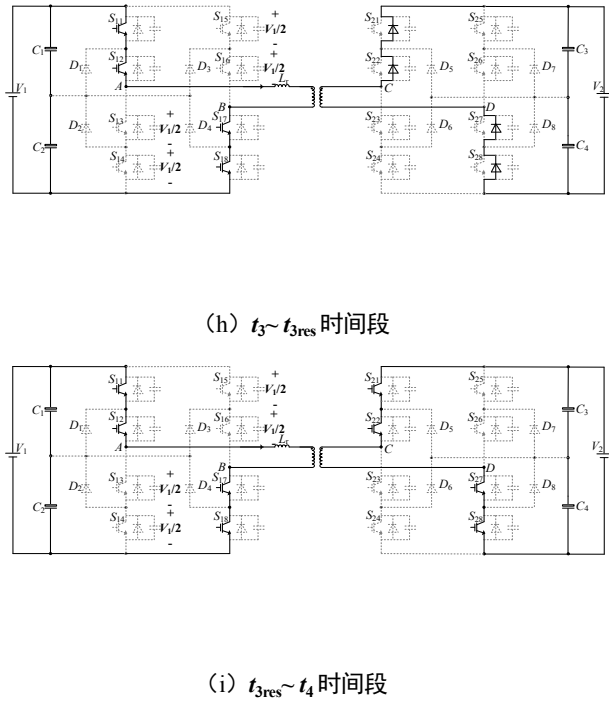 S11 S15 + V1/2 - S21 S25
C1 D1 S12 D3 S16 + V1/2 - S22 D5 S26 D7 C3
V1 A Lr C V2
B D
D2 S13 + V1/2 - D4 S17 S23 D6 S27 D8
C2 S14 + V1/2 - S18 S24 S28 C4
（h）t3~ t3res 时间段
S11 S15 + V1/2 - S21 S25
C1 D1 S12 D3 S16 + V1/2 - S22 D5 S26 D7 C3
V1 A Lr C V2
B D
D2 S13 + V1/2 - D4 S17 S23 D6 S27 D8
C2 S14 + V1/2 - S18 S24 S28 C4
（i）t3res~ t4 时间段